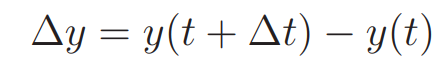 Δy = y(t + Δt) − y(t)